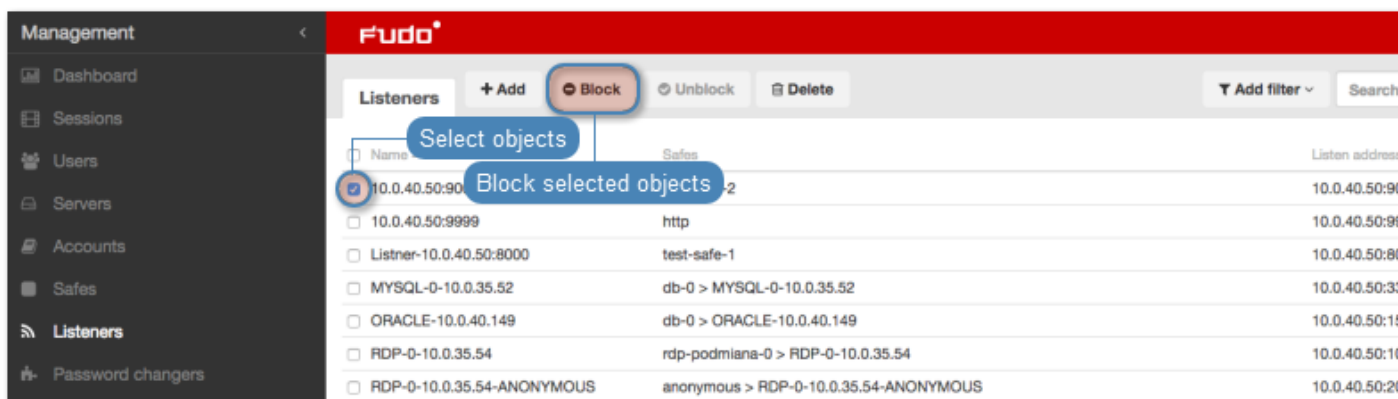 Management
FUDO
Dashboard
Sessions
Users
Servers
Accounts
Safes
Listeners
Password changers
Listeners
+ Add
Block
Unblock
Delete
Add filter
Search
Select objects
Block selected objects
Name
Safes
Listen address
10.0.40.50:90 -2 10.0.40.50:90
10.0.40.50:9999 http 10.0.40.50:99
Listner-10.0.40.50:8000 test-safe-1 10.0.40.50:80
MYSQL-0-10.0.35.52 db-0 > MYSQL-0-10.0.35.52 10.0.40.50:33
ORACLE-10.0.40.149 db-0 > ORACLE-10.0.40.149 10.0.40.50:15
RDP-0-10.0.35.54 rdp-podmiana-0 > RDP-0-10.0.35.54 10.0.40.50:10
RDP-0-10.0.35.54-ANONYMOUS anonymous > RDP-0-10.0.35.54-ANONYMOUS 10.0.40.50:20